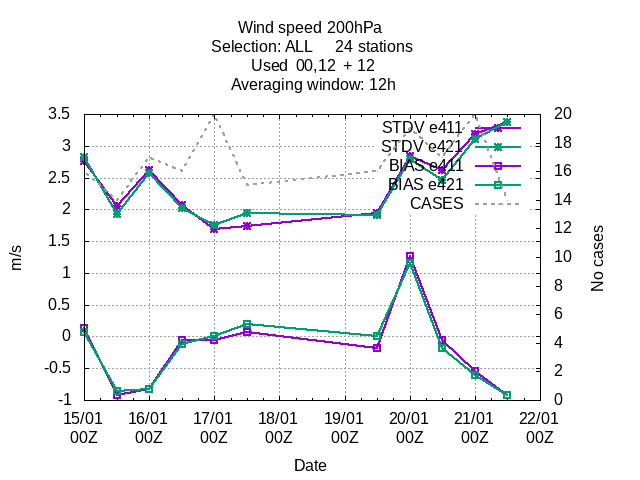 Wind speed 200hPa
Selection: ALL 24 stations
Used 00,12 + 12
Averaging window: 12h
3.5
3
2.5
2
1.5
1
0.5
0
-0.5
-1
m/s
20
18
16
14
12
10
8
6
4
2
0
No cases
STDV e411
STDV e421
BIAS e411
BIAS e421
CASES
15/01 16/01 17/01 18/01 19/01 20/01 21/01 22/01
00Z 00Z 00Z 00Z 00Z 00Z 00Z 00Z
Date